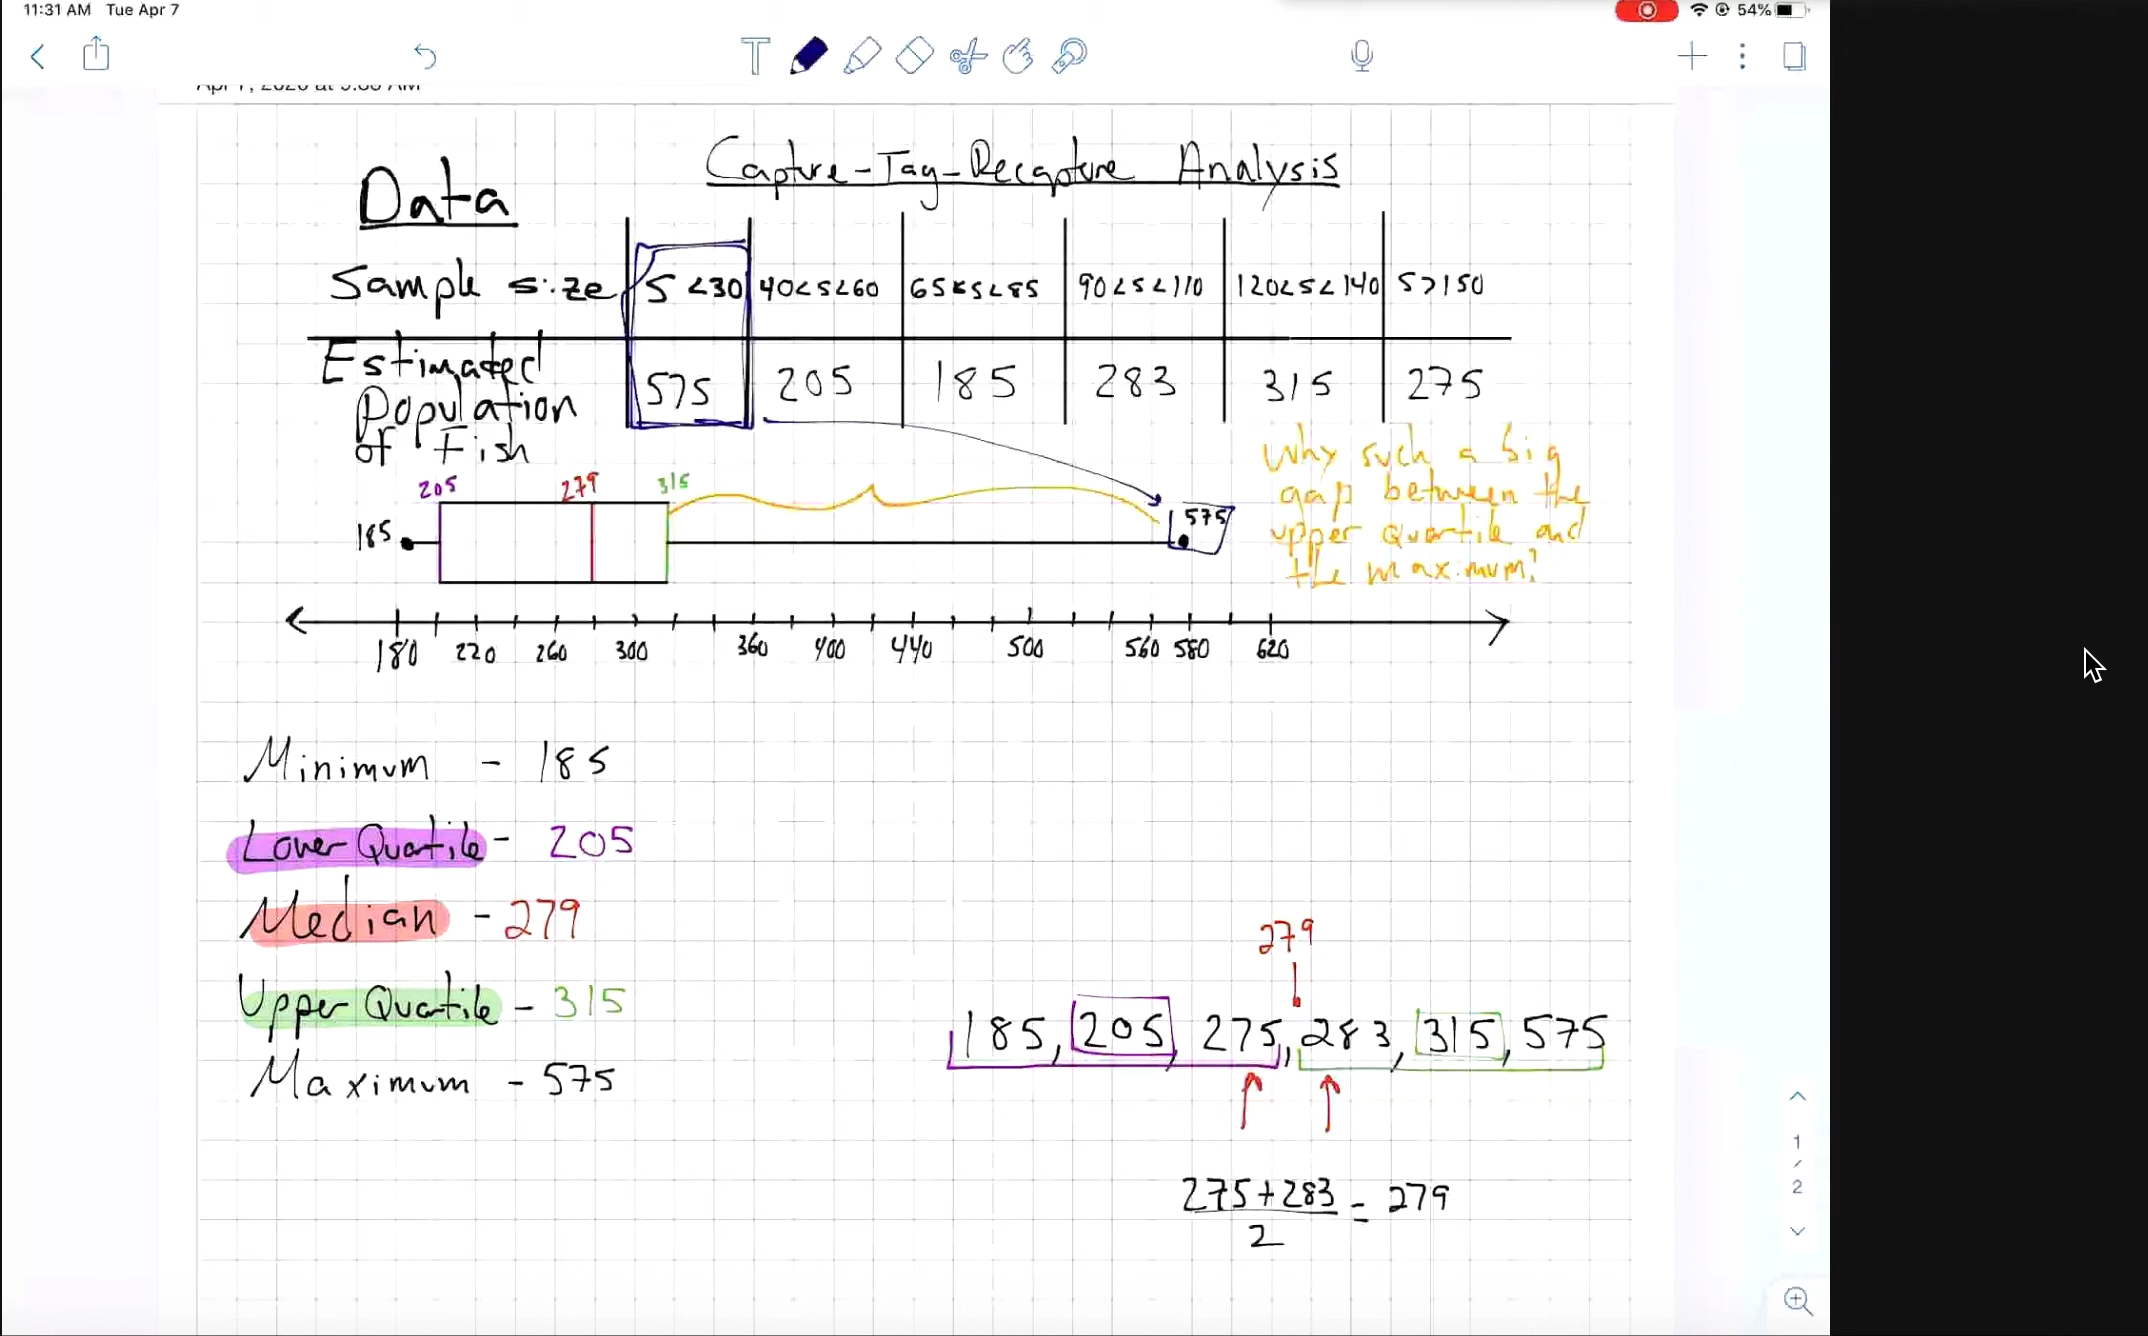 11:31 AM Tue Apr 7
54%
Capture-Tag-Recapture Analysis
Data
Sample size
S<30
40<S<60
65<S<85
90<S<110
120<S<140
S>150
Estimated
Population
of Fish
575
205
185
283
315
275
Why such a big
gap between the
upper quartile and
the maximum?
205
279
315
185
575
180 220 260 300 360 400 440 500 560 580 620
Minimum - 185
Lower Quartile - 205
Median - 279
Upper Quartile - 315
Maximum - 575
279
185, 205, 275, 283, 315, 575
275+283
= 279
2
1
/
2